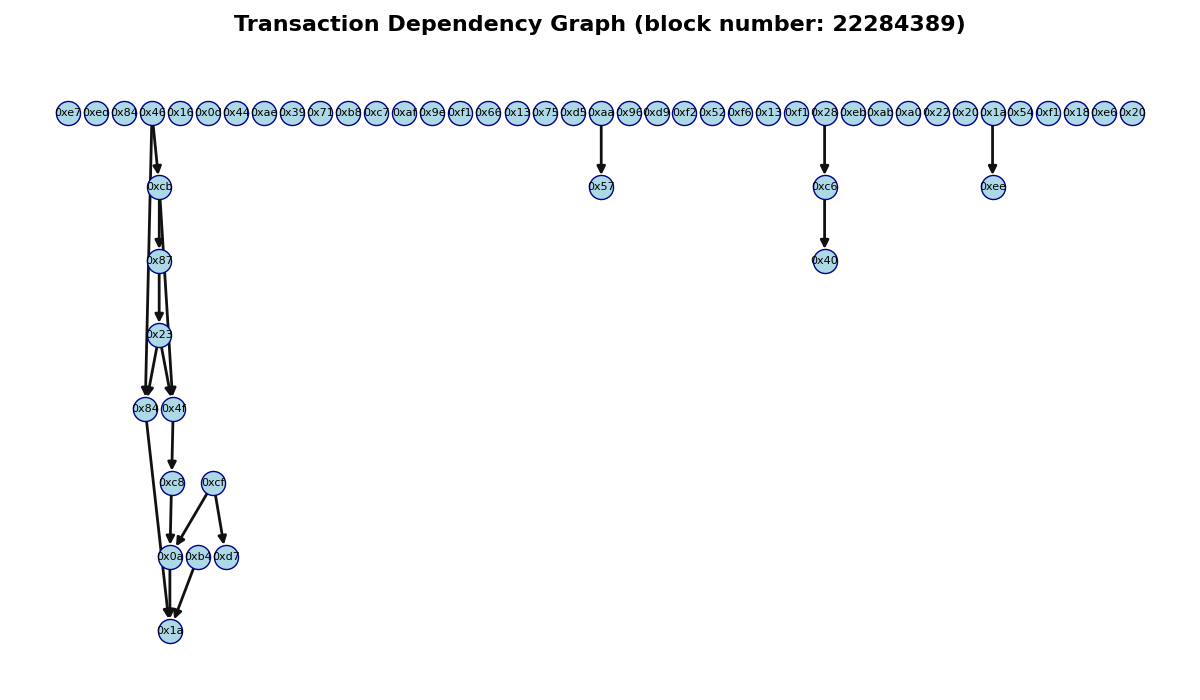 Transaction Dependency Graph (block number: 22284389)
0xe7 0xed 0x84 0x46 0x16 0x0d 0x44 0xae 0x39 0x71 0xb8 0xc7 0xaf 0x9e 0xf1 0x66 0x13 0x75 0xd5 0xaa 0x96 0xd9 0xf2 0x52 0xf6 0x13 0xf1 0x28 0xeb 0xab 0xa0 0x22 0x20 0x1a 0x54 0xf1 0x18 0xe6 0x20
0xcb 0x57 0xc6 0xee
0x87 0x40
0x23
0x84 0x4f
0xc8 0xcf
0x0a 0xb4 0xd7
0x1a